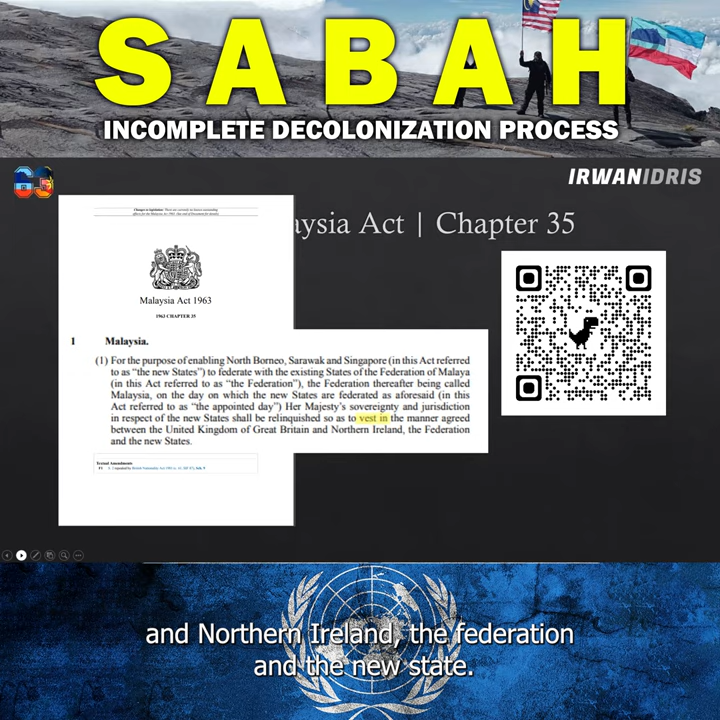 SABAH
INCOMPLETE DECOLONIZATION PROCESS
63
IRWANIDRIS
aysia Act | Chapter 35
Malaysia Act 1963
1963 CHAPTER 35
1 Malaysia.
(1) For the purpose of enabling North Borneo, Sarawak and Singapore (in this Act referred
to as “the new States”) to federate with the existing States of the Federation of Malaya
(in this Act referred to as “the Federation”), the Federation thereafter being called
Malaysia, on the day on which the new States are federated as aforesaid (in this
Act referred to as “the appointed day”) Her Majesty’s sovereignty and jurisdiction
in respect of the new States shall be relinquished so as to vest in the manner agreed
between the United Kingdom of Great Britain and Northern Ireland, the Federation
and the new States.
Textual Amendments
and Northern Ireland, the federation
and the new state.